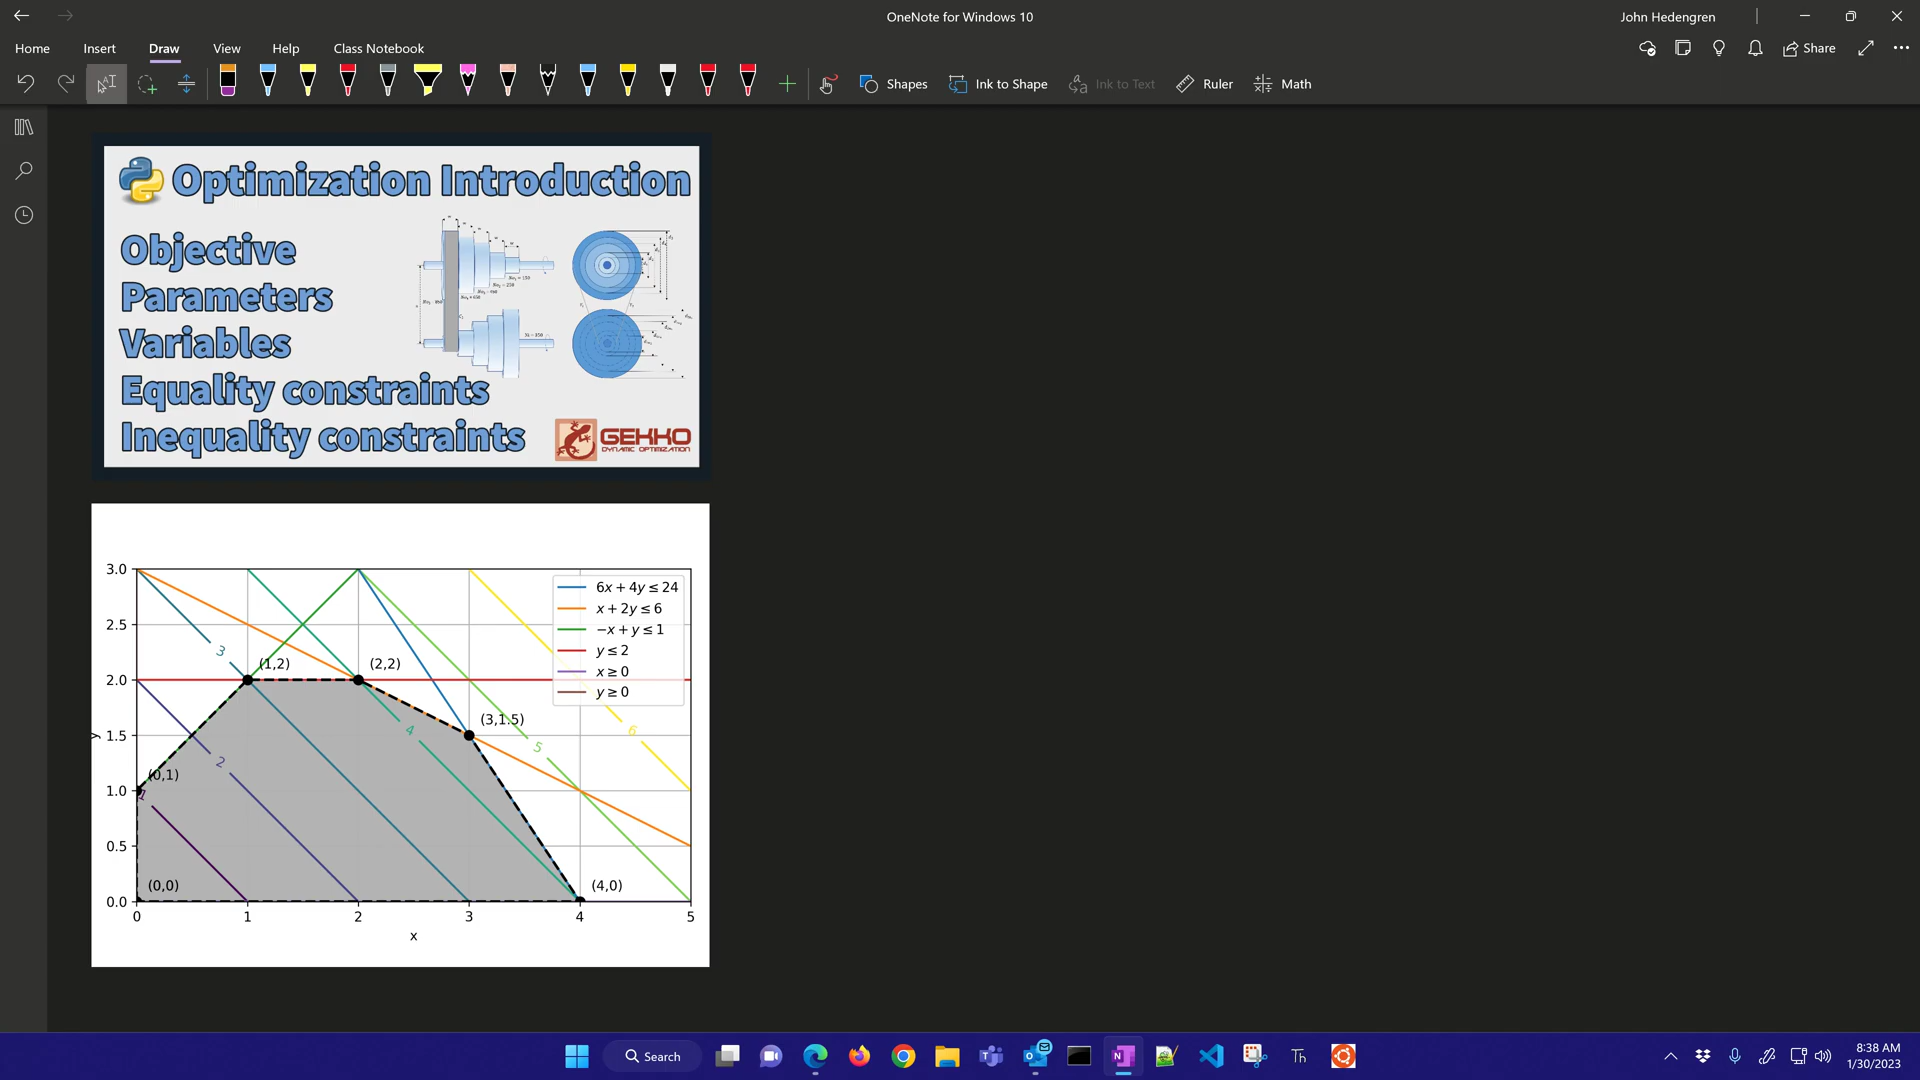 OneNote for Windows 10
John Hedengren
Home Insert Draw View Help Class Notebook
Share
Shapes Ink to Shape Ink to Text Ruler Math
Optimization Introduction
Objective
Parameters
Variables
Equality constraints
Inequality constraints
GEKKO
DYNAMIC OPTIMIZATION
6x + 4y ≤ 24
x + 2y ≤ 6
−x + y ≤ 1
y ≤ 2
x ≥ 0
y ≥ 0
3.0
2.5
2.0
1.5
1.0
0.5
0.0
(1,2)
(2,2)
(3,1.5)
(0,1)
(0,0)
(4,0)
1
2
3
4
5
6
0 1 2 3 4 5
x
y
Search
Th
8:38 AM
1/30/2023